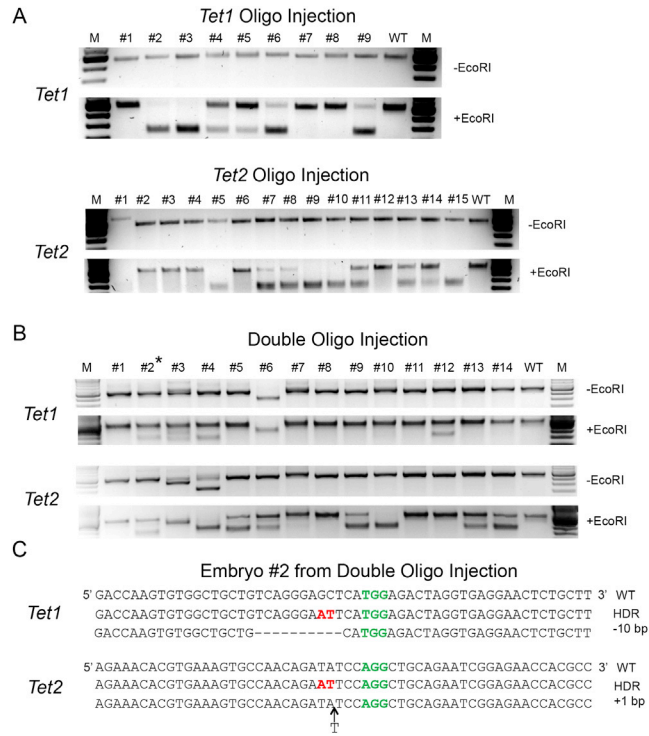 A
Tet1 Oligo Injection
M #1 #2 #3 #4 #5 #6 #7 #8 #9 WT M
-EcoRI
Tet1
+EcoRI
Tet2 Oligo Injection
M #1 #2 #3 #4 #5 #6 #7 #8 #9 #10 #11 #12 #13 #14 #15 WT M
-EcoRI
Tet2
+EcoRI
B
Double Oligo Injection
M #1 #2* #3 #4 #5 #6 #7 #8 #9 #10 #11 #12 #13 #14 WT M
-EcoRI
Tet1
+EcoRI
-EcoRI
Tet2
+EcoRI
C
Embryo #2 from Double Oligo Injection
5' GACCAAGTGTGGCTGCTGTCAGGGAGCTCATGGAGACTAGGTGAGGAACTCTGCTT 3' WT
Tet1 GACCAAGTGTGGCTGCTGTCAGGGAATTCATGGAGACTAGGTGAGGAACTCTGCTT HDR
GACCAAGTGTGGCTGCTG----------CATGGAGACTAGGTGAGGAACTCTGCTT -10 bp
5' AGAAACACGTGAAAGTGCCAACAGATATCCAGGCTGCAGAATCGGAGAACCACGCC 3' WT
Tet2 AGAAACACGTGAAAGTGCCAACAGAATTCCAGGCTGCAGAATCGGAGAACCACGCC HDR
AGAAACACGTGAAAGTGCCAACAGATATCCAGGCTGCAGAATCGGAGAACCACGCC +1 bp
T